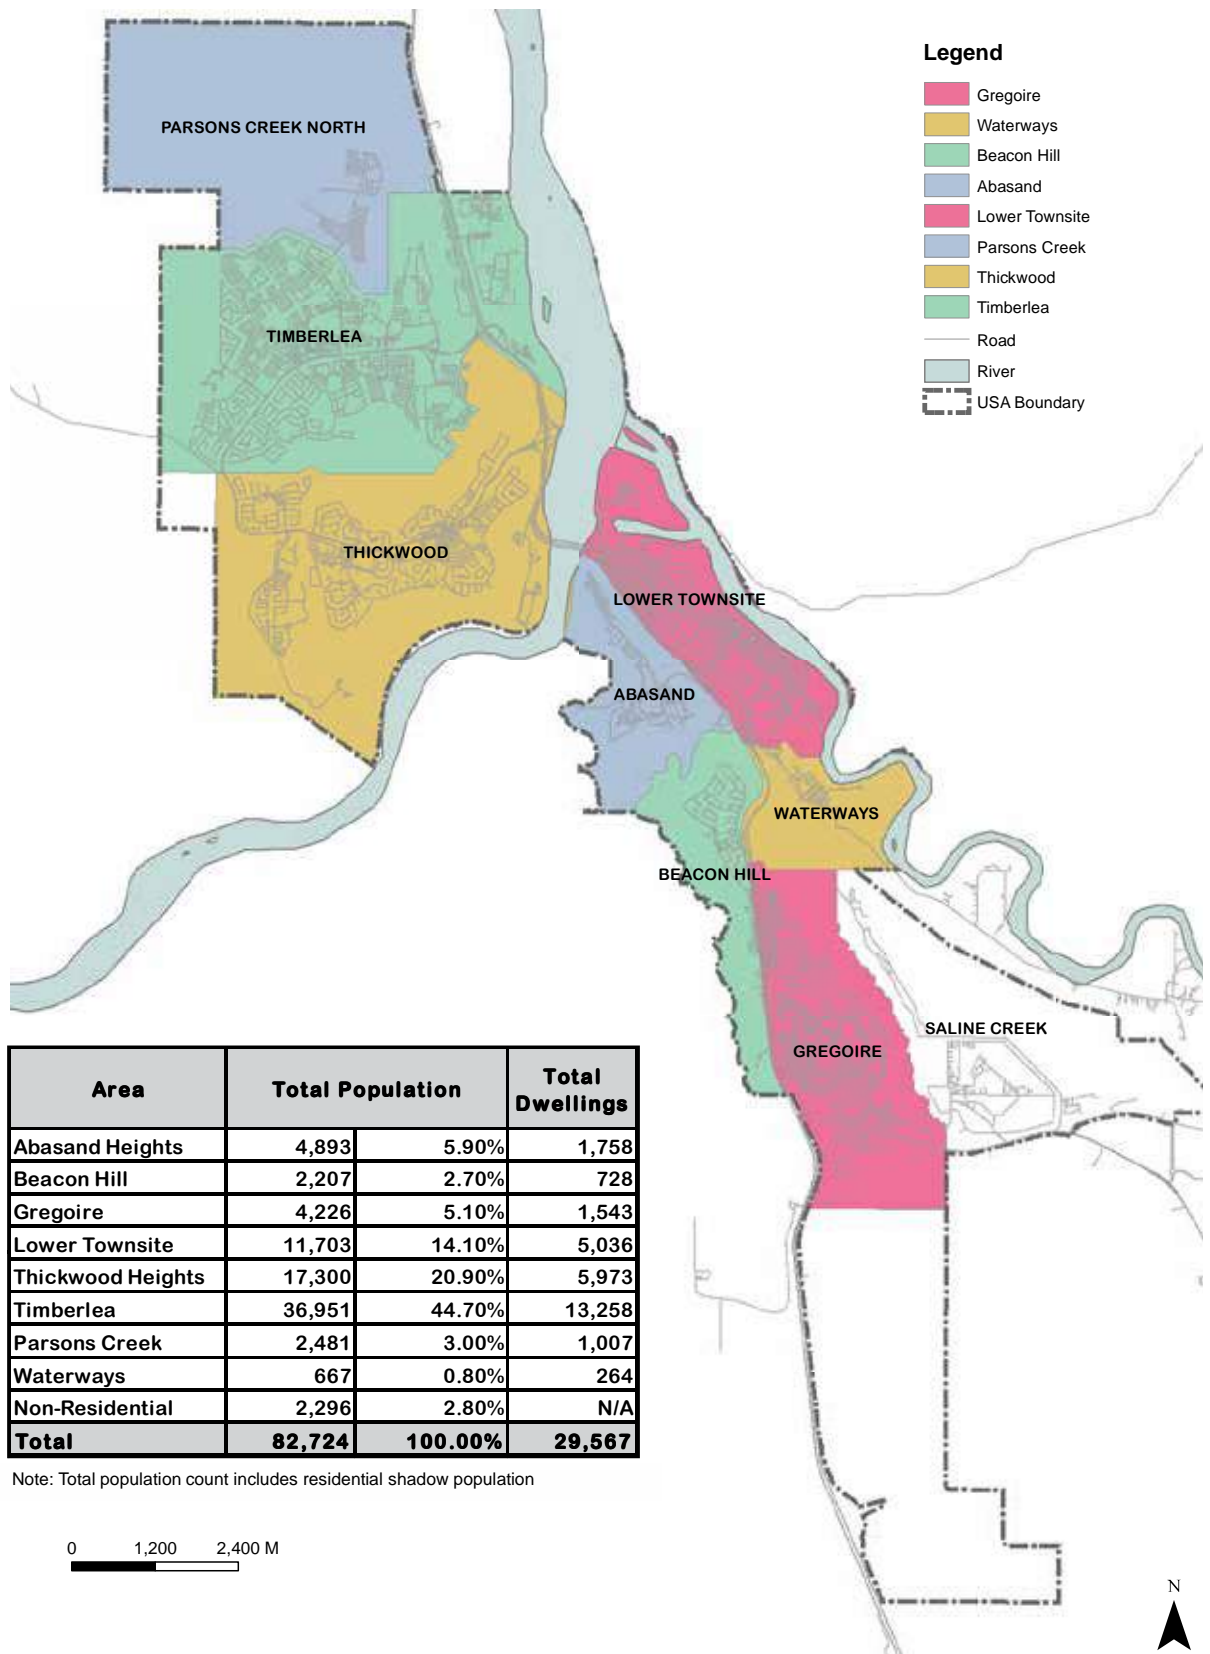 Legend
Gregoire
Waterways
Beacon Hill
Abasand
Lower Townsite
Parsons Creek
Thickwood
Timberlea
Road
River
USA Boundary
PARSONS CREEK NORTH
TIMBERLEA
THICKWOOD
LOWER TOWNSITE
ABASAND
WATERWAYS
BEACON HILL
SALINE CREEK
GREGOIRE
Area Total Population Total Dwellings
Abasand Heights 4,893 5.90% 1,758
Beacon Hill 2,207 2.70% 728
Gregoire 4,226 5.10% 1,543
Lower Townsite 11,703 14.10% 5,036
Thickwood Heights 17,300 20.90% 5,973
Timberlea 36,951 44.70% 13,258
Parsons Creek 2,481 3.00% 1,007
Waterways 667 0.80% 264
Non-Residential 2,296 2.80% N/A
Total 82,724 100.00% 29,567
Note: Total population count includes residential shadow population
0 1,200 2,400 M
N